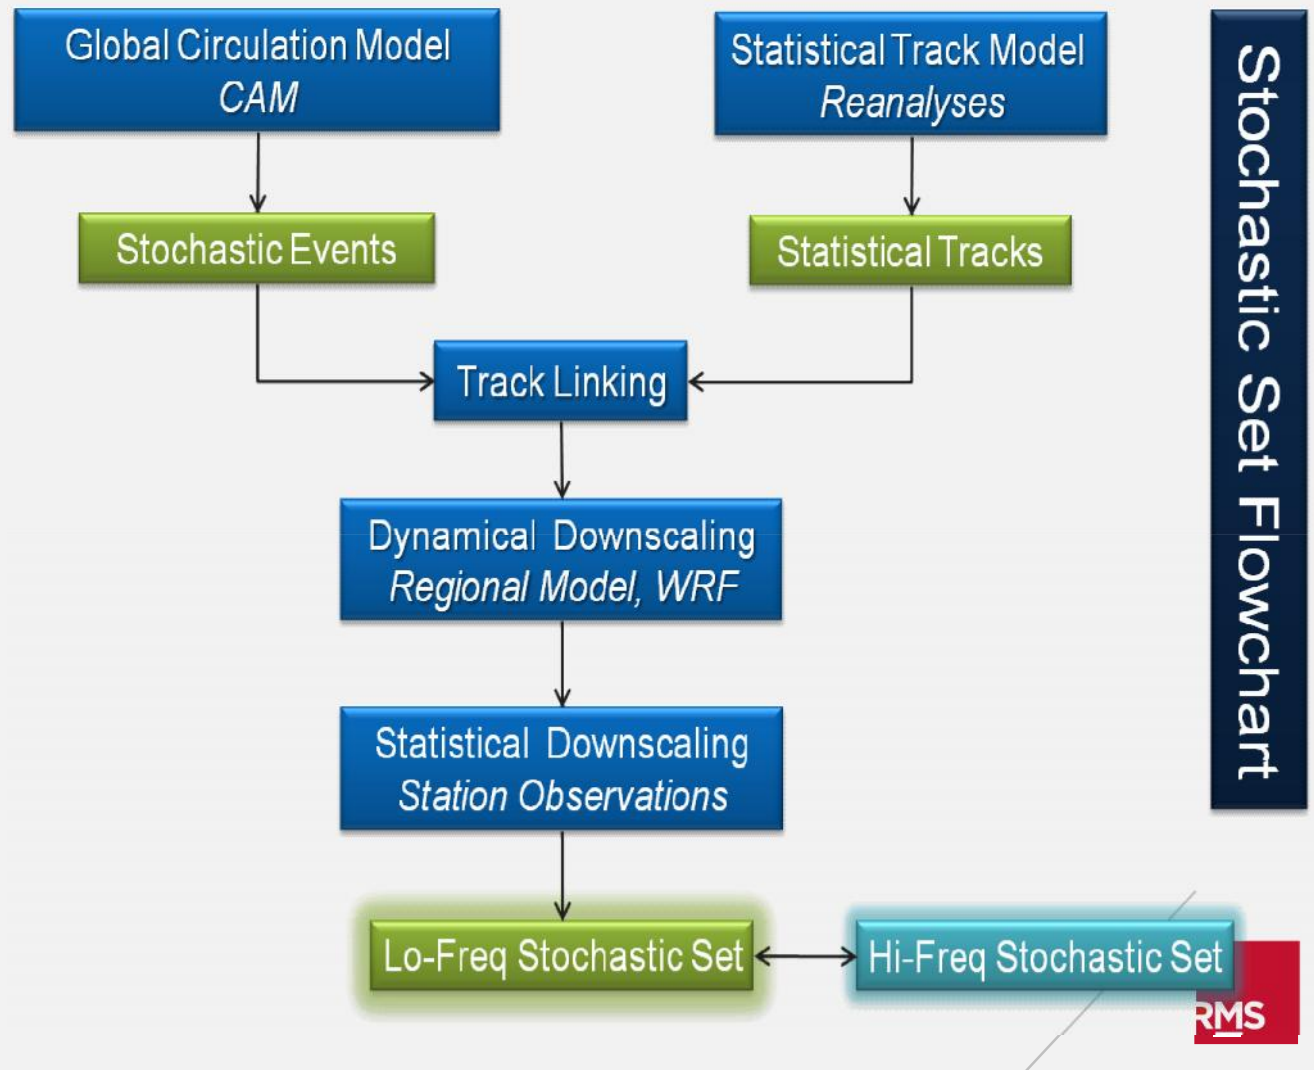 Global Circulation Model
CAM
Statistical Track Model
Reanalyses
Stochastic Events
Statistical Tracks
Track Linking
Dynamical Downscaling
Regional Model, WRF
Statistical Downscaling
Station Observations
Lo-Freq Stochastic Set
Hi-Freq Stochastic Set
Stochastic Set Flowchart
RMS